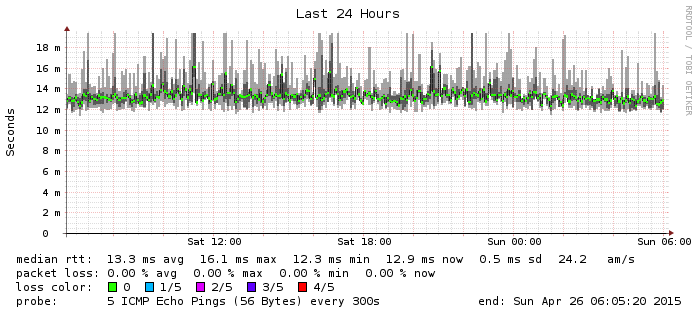 Last 24 Hours
RRDTOOL / TOBI OETIKER
Seconds
18 m
16 m
14 m
12 m
10 m
8 m
6 m
4 m
2 m
0
Sat 12:00 Sat 18:00 Sun 00:00 Sun 06:00
median rtt: 13.3 ms avg 16.1 ms max 12.3 ms min 12.9 ms now 0.5 ms sd 24.2 am/s
packet loss: 0.00 % avg 0.00 % max 0.00 % min 0.00 % now
loss color: 0 1/5 2/5 3/5 4/5
probe: 5 ICMP Echo Pings (56 Bytes) every 300s end: Sun Apr 26 06:05:20 2015